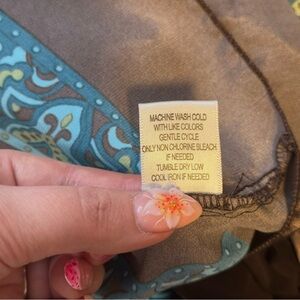 MACHINE WASH COLD
WITH LIKE COLORS
GENTLE CYCLE
ONLY NON CHLORINE BLEACH
IF NEEDED
TUMBLE DRY LOW
COOL IRON IF NEEDED